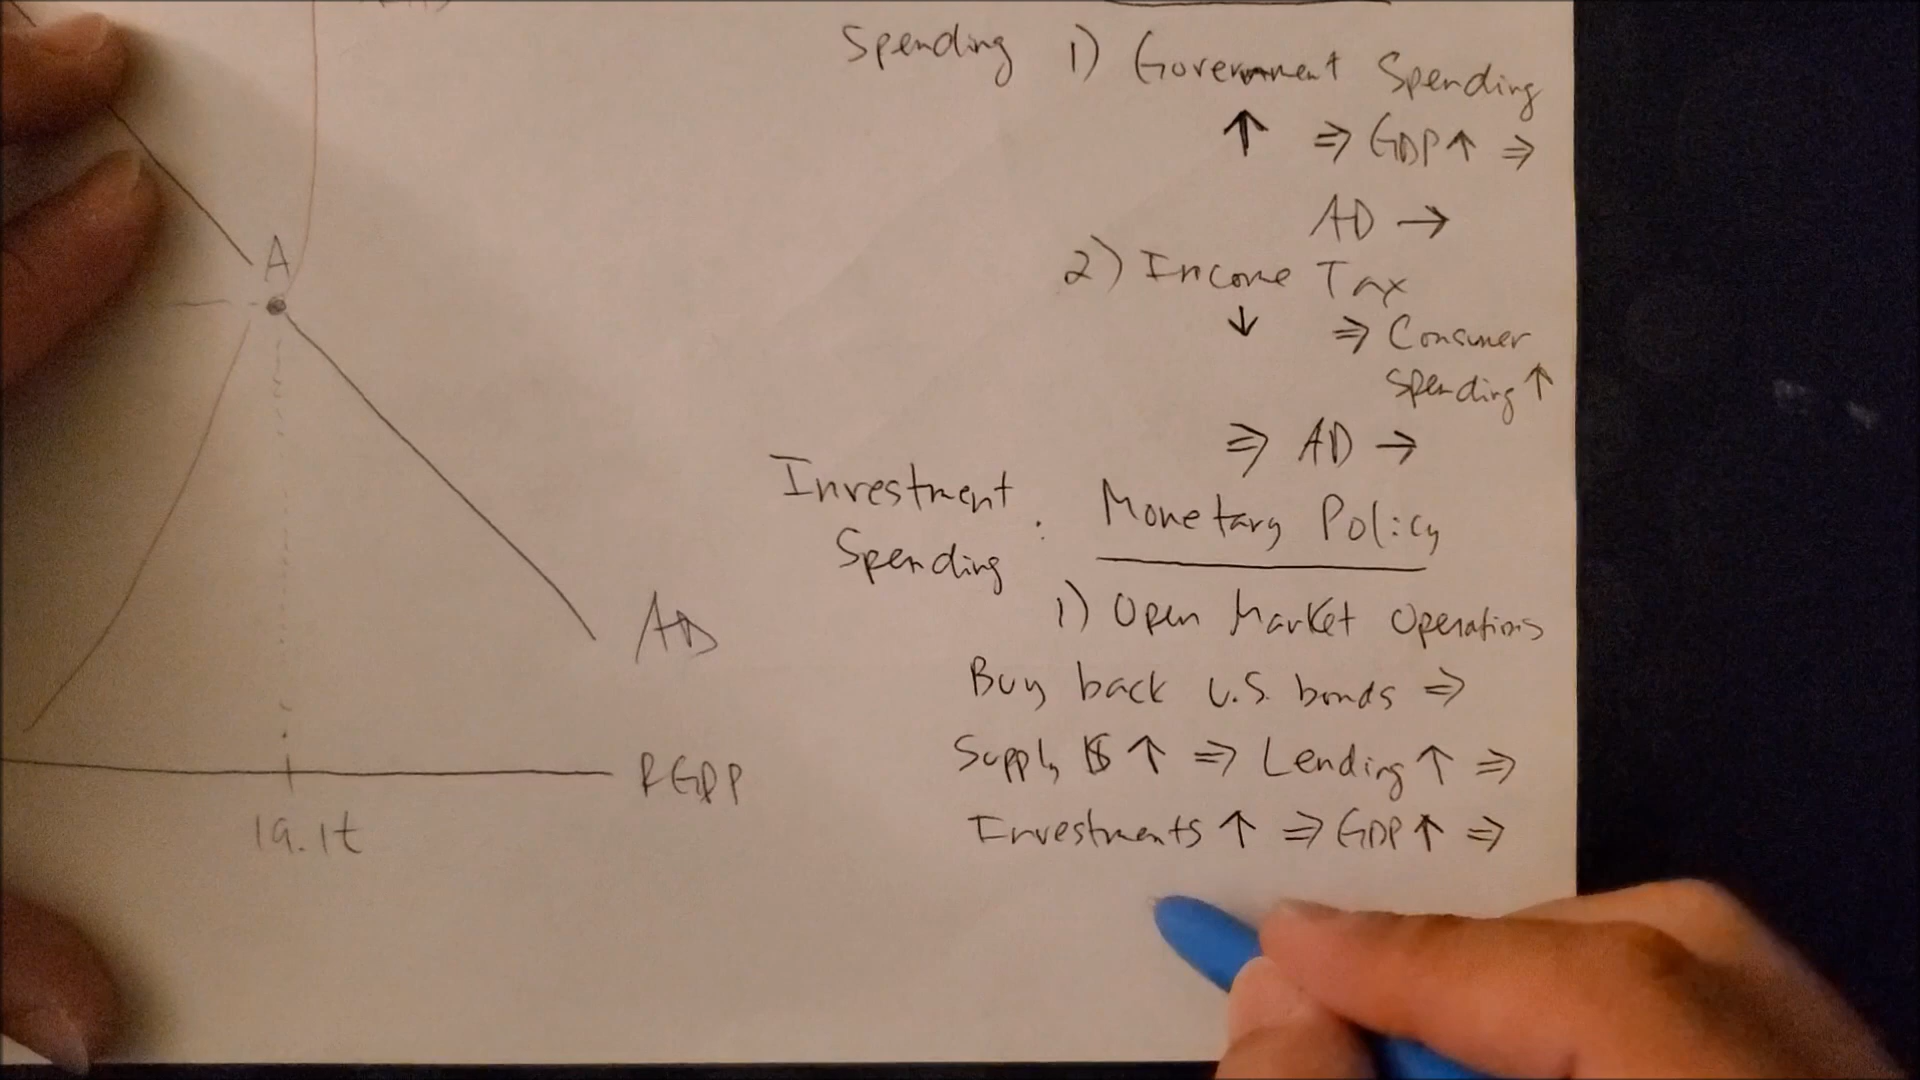 Spending 1) Government Spending
↑ ⇒ GDP↑ ⇒
AD →
2) Income Tax
↓ ⇒ Consumer
spending ↑
⇒ AD →
Investment
Spending : Monetary Policy
1) Open Market Operations
Buy back U.S. bonds ⇒
Supply $ ↑ ⇒ Lending ↑ ⇒
Investments ↑ ⇒ GDP ↑ ⇒
A
AD
RGDP
19.1t